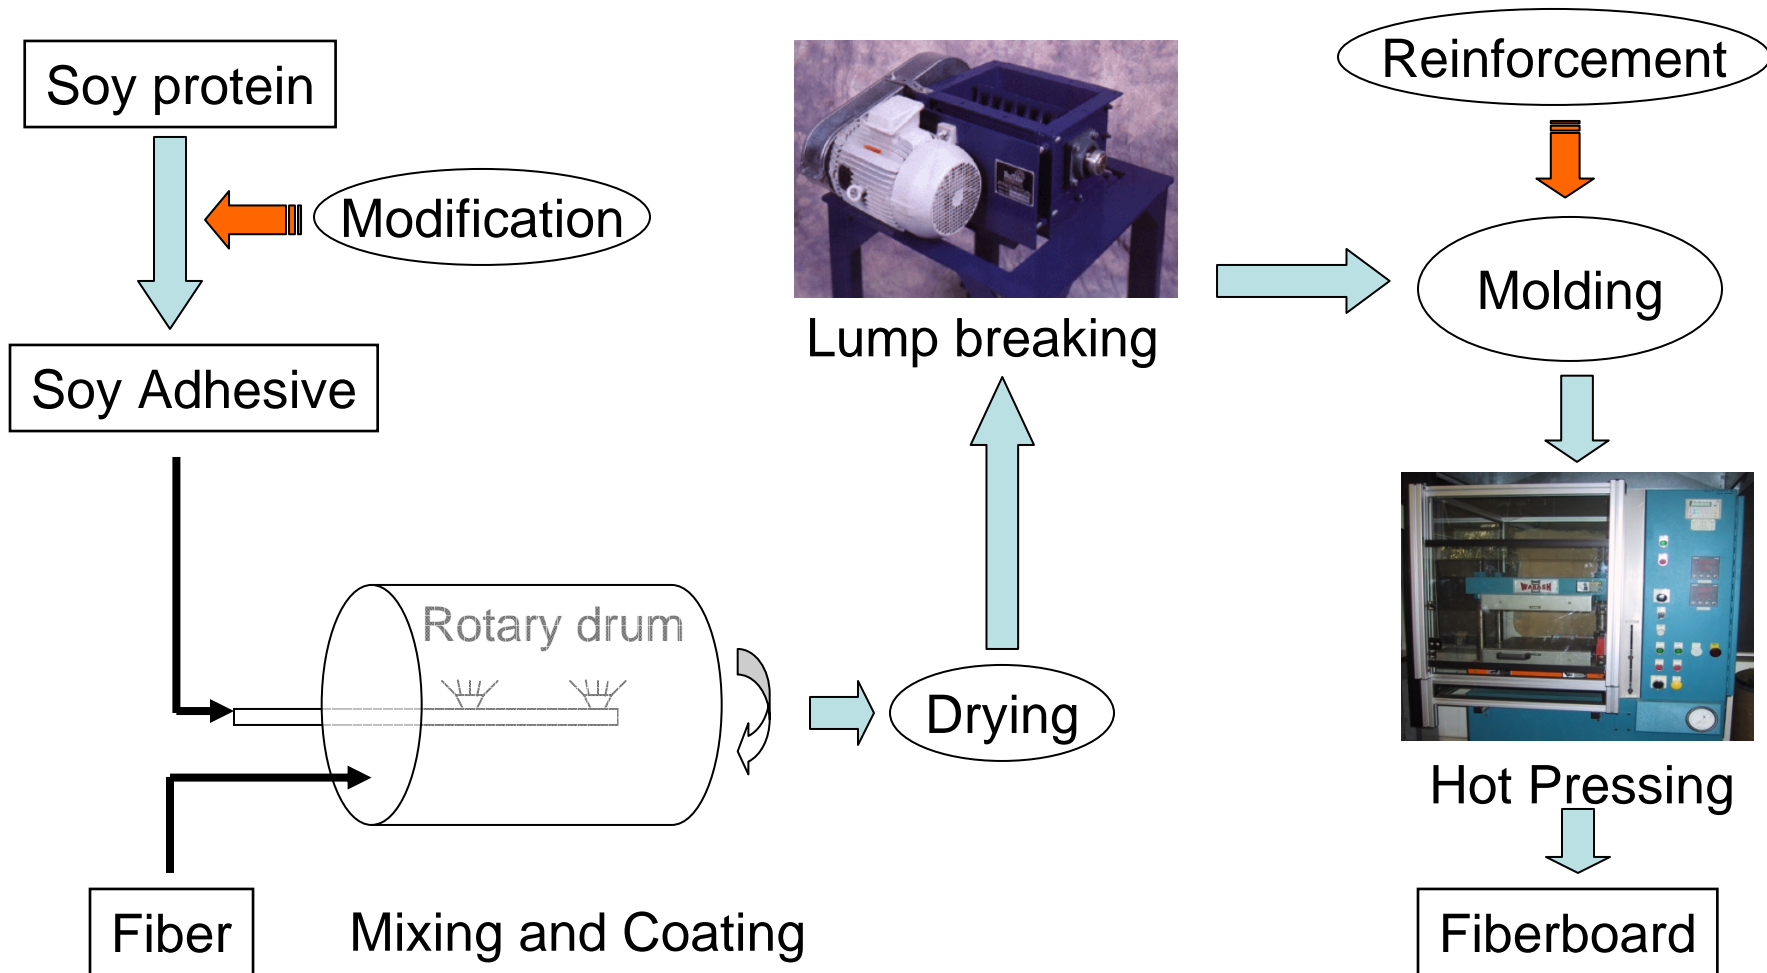 Soy protein
Modification
Soy Adhesive
Rotary drum
Fiber
Mixing and Coating
Drying
Lump breaking
Reinforcement
Molding
WABASH
Hot Pressing
Fiberboard